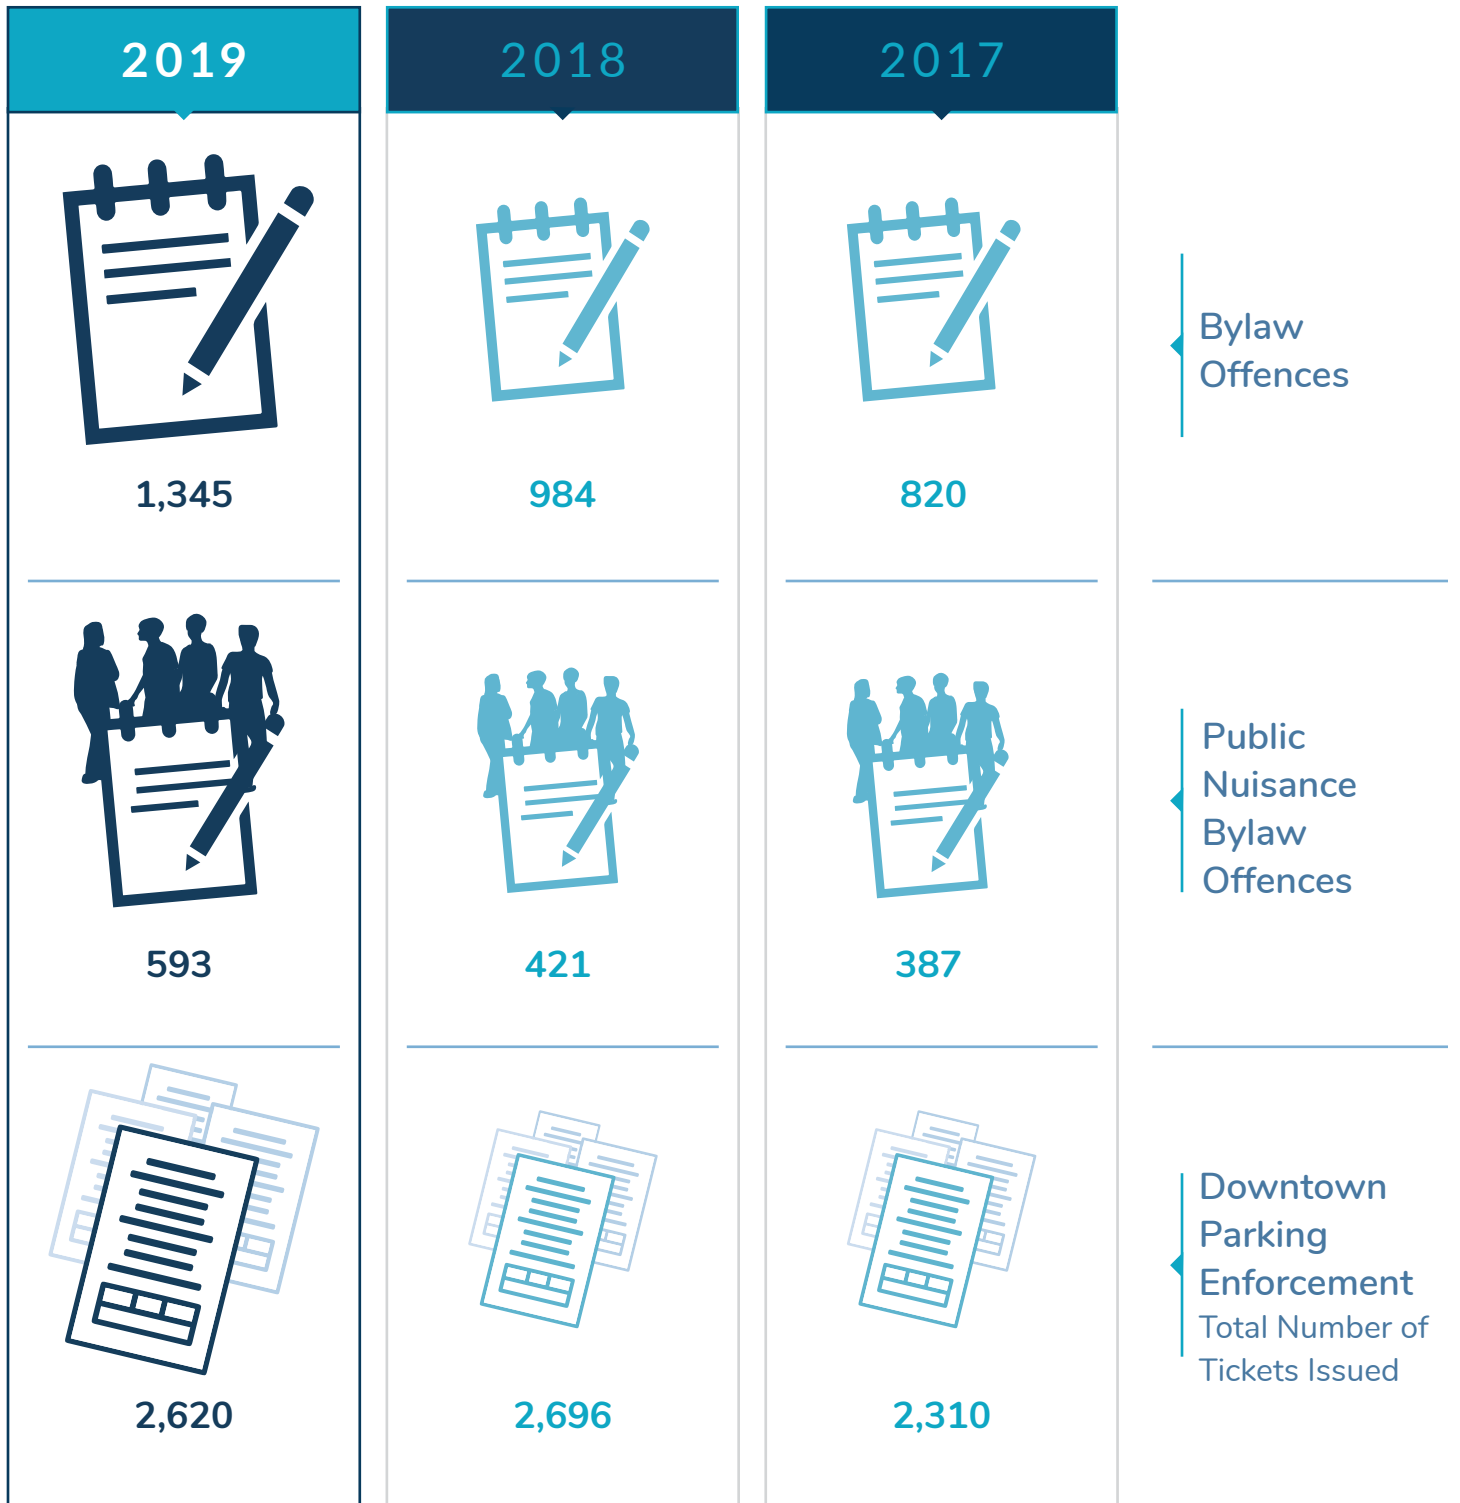 2019 2018 2017
Bylaw
Offences
1,345 984 820
Public
Nuisance
Bylaw
Offences
593 421 387
Downtown
Parking
Enforcement
Total Number of
Tickets Issued
2,620 2,696 2,310